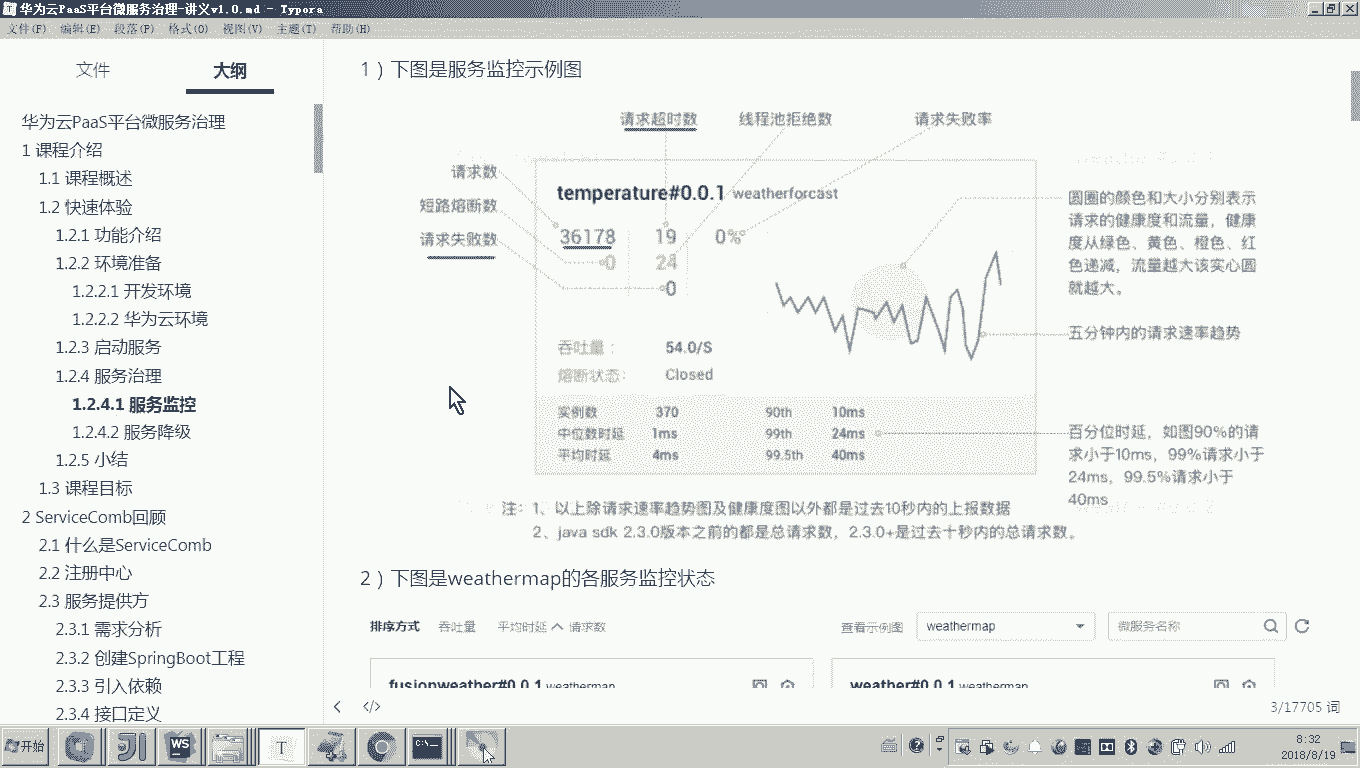 华为云PaaS平台微服务治理-讲义v1.0.md - Typora
文件(F) 编辑(E) 段落(P) 格式(O) 视图(V) 主题(T) 帮助(H)
文件 大纲
华为云PaaS平台微服务治理
1 课程介绍
1.1 课程概述
1.2 快速体验
1.2.1 功能介绍
1.2.2 环境准备
1.2.2.1 开发环境
1.2.2.2 华为云环境
1.2.3 启动服务
1.2.4 服务治理
1.2.4.1 服务监控
1.2.4.2 服务降级
1.2.5 小结
1.3 课程目标
2 ServiceComb回顾
2.1 什么是ServiceComb
2.2 注册中心
2.3 服务提供方
2.3.1 需求分析
2.3.2 创建SpringBoot工程
2.3.3 引入依赖
2.3.4 接口定义
1）下图是服务监控示例图
请求超时数 线程池拒绝数 请求失败率
请求数
短路熔断数
请求失败数
temperature#0.0.1 weatherforcast
36178 19 0%
0 24
0
吞吐量： 54.0/S
熔断状态： Closed
实例数 370 90th 10ms
中位数时延 1ms 99th 24ms
平均时延 4ms 99.5th 40ms
圆圈的颜色和大小分别表示
请求的健康度和流量，健康
度从绿色、黄色、橙色、红
色递减，流量越大该实心圆
就越大。
五分钟内的请求速率趋势
百分位时延，如图90%的请
求小于10ms，99%请求小于
24ms，99.5%请求小于
40ms
注：1、以上除请求速率趋势图及健康度图以外都是过去10秒内的上报数据
2、java sdk 2.3.0版本之前的都是总请求数，2.3.0+是过去十秒内的总请求数。
2）下图是weathermap的各服务监控状态
排序方式 吞吐量 平均时延 请求数 查看示例图 weathermap 微服务名称
fusionweather#0.0.1 weathermap weather#0.0.1 weathermap
3/17705 词
开始 8:32
2018/8/19